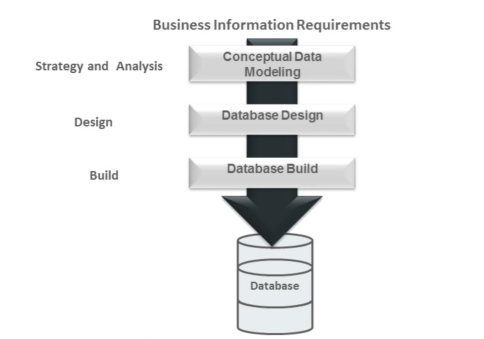 Business Information Requirements
Strategy and Analysis
Conceptual Data
Modeling
Design
Database Design
Build
Database Build
Database